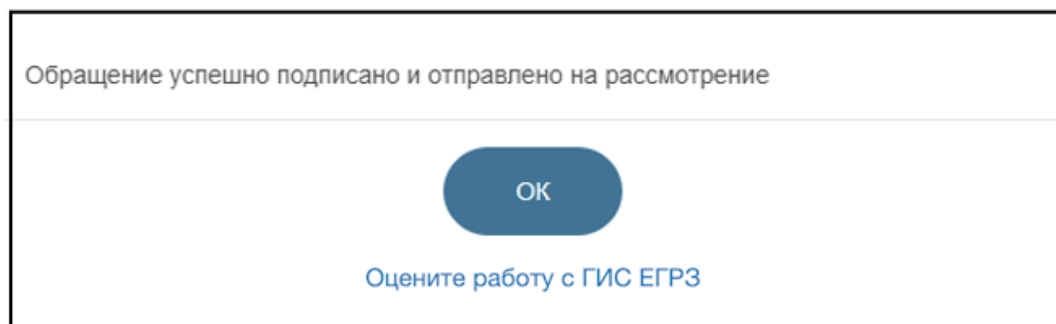 Обращение успешно подписано и отправлено на рассмотрение
ОК
Оцените работу с ГИС ЕГРЗ